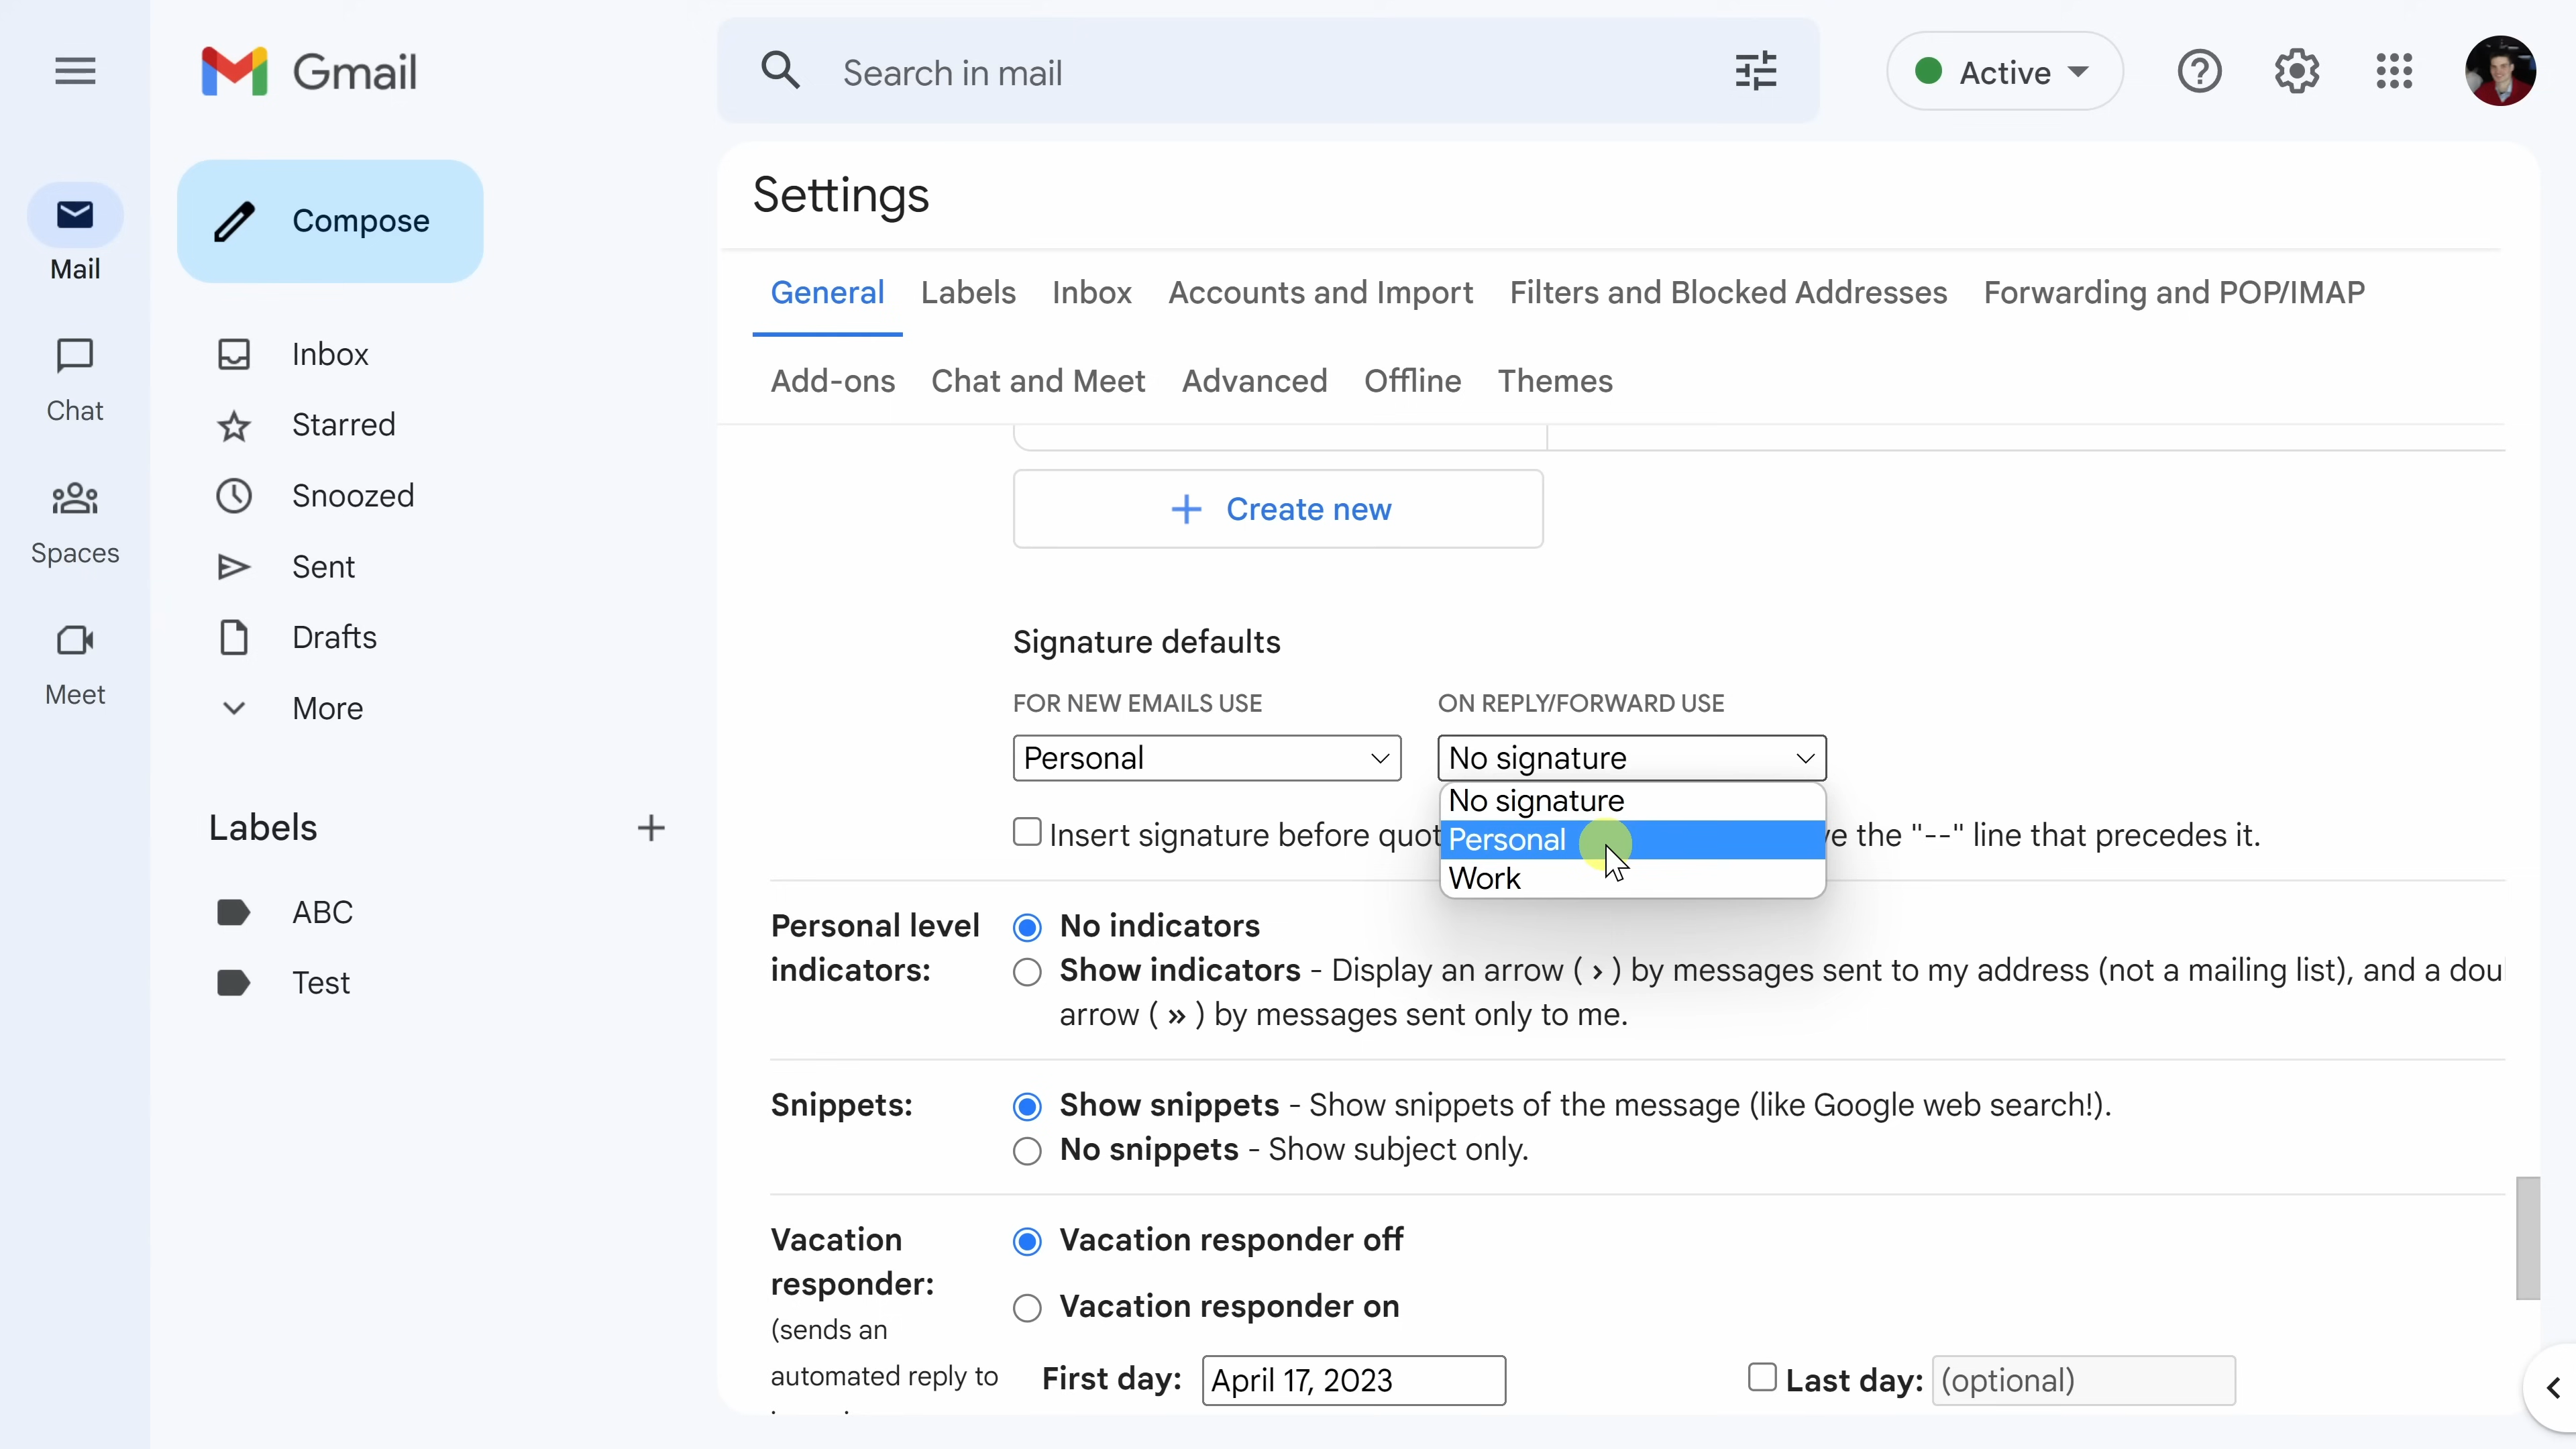 Gmail
Search in mail
Active
Mail
Chat
Spaces
Meet
Compose
Inbox
Starred
Snoozed
Sent
Drafts
More
Labels
ABC
Test
Settings
General Labels Inbox Accounts and Import Filters and Blocked Addresses Forwarding and POP/IMAP
Add-ons Chat and Meet Advanced Offline Themes
+ Create new
Signature defaults
FOR NEW EMAILS USE
Personal
ON REPLY/FORWARD USE
No signature
No signature
Personal
Work
Insert signature before the "--" line that precedes it.
Personal level
indicators:
No indicators
Show indicators - Display an arrow ( › ) by messages sent to my address (not a mailing list), and a
arrow ( » ) by messages sent only to me.
Snippets:
Show snippets - Show snippets of the message (like Google web search!).
No snippets - Show subject only.
Vacation
responder:
(sends an
automated reply to
Vacation responder off
Vacation responder on
First day: April 17, 2023
Last day: (optional)